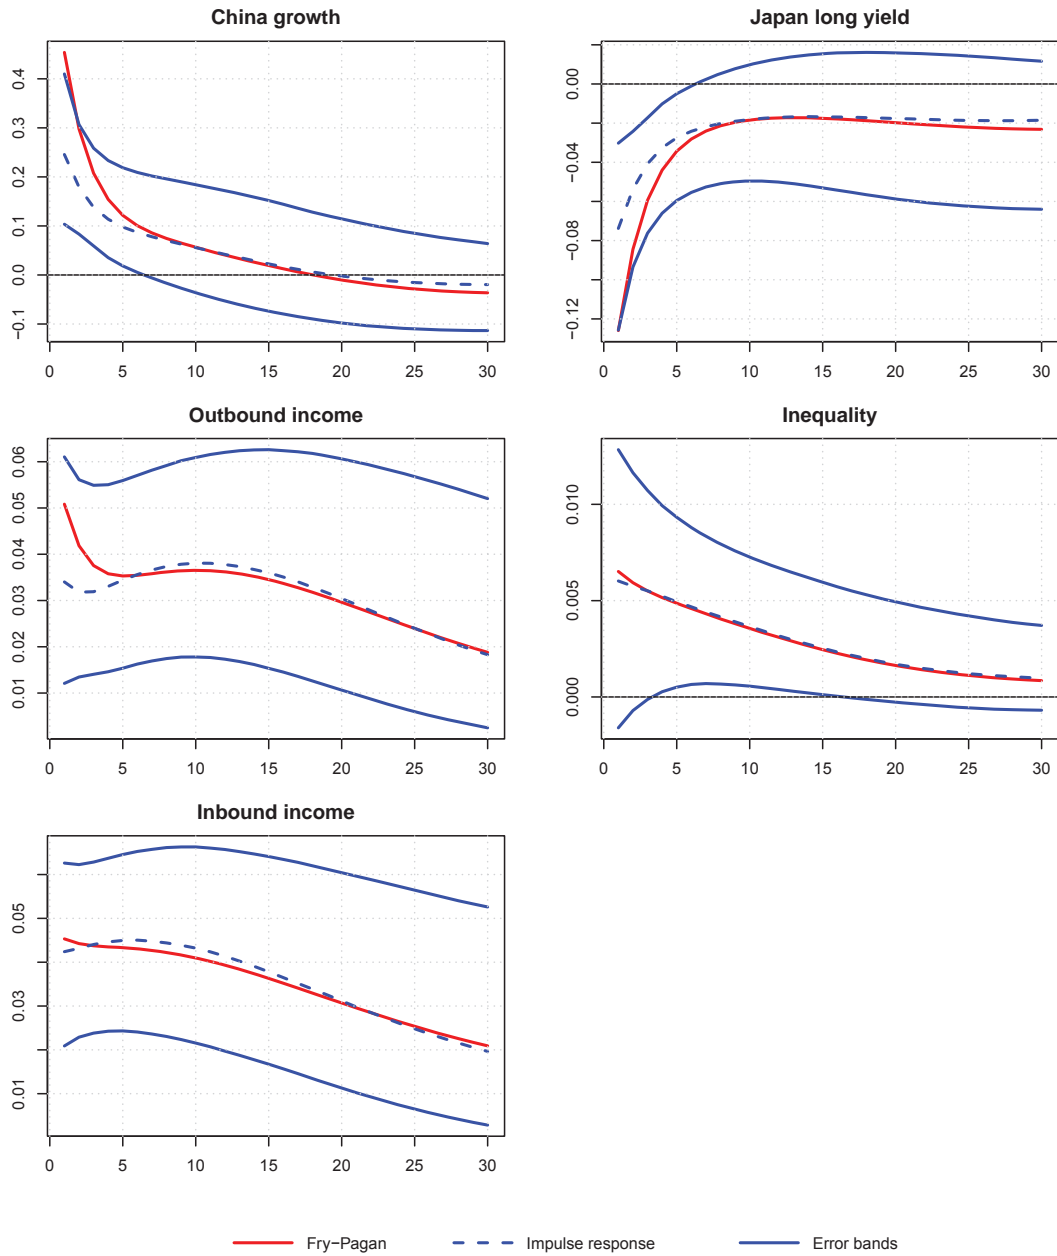 China growth
0.4
0.3
0.2
0.1
0.0
−0.1
0 5 10 15 20 25 30
Japan long yield
0.00
−0.04
−0.08
−0.12
0 5 10 15 20 25 30
Outbound income
0.06
0.05
0.04
0.03
0.02
0.01
0 5 10 15 20 25 30
Inequality
0.010
0.005
0.000
0 5 10 15 20 25 30
Inbound income
0.05
0.03
0.01
0 5 10 15 20 25 30
Fry−Pagan Impulse response Error bands